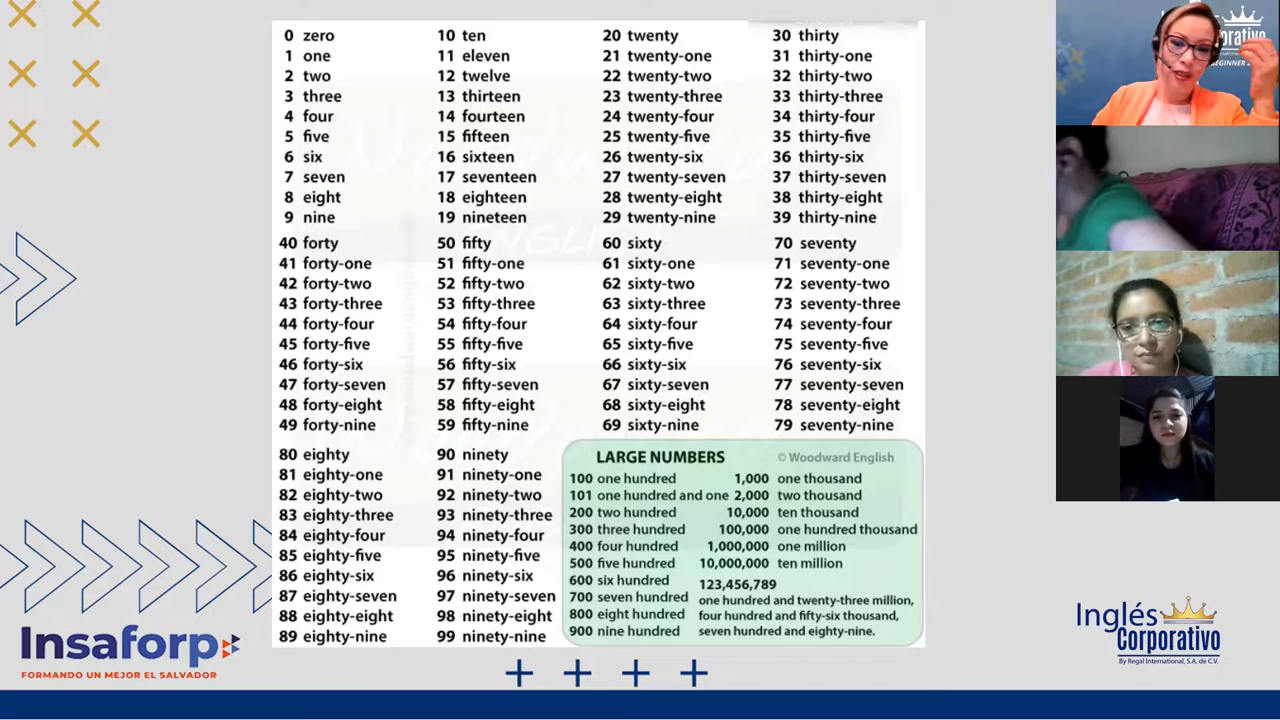 0 zero
1 one
2 two
3 three
4 four
5 five
6 six
7 seven
8 eight
9 nine
10 ten
11 eleven
12 twelve
13 thirteen
14 fourteen
15 fifteen
16 sixteen
17 seventeen
18 eighteen
19 nineteen
20 twenty
21 twenty-one
22 twenty-two
23 twenty-three
24 twenty-four
25 twenty-five
26 twenty-six
27 twenty-seven
28 twenty-eight
29 twenty-nine
30 thirty
31 thirty-one
32 thirty-two
33 thirty-three
34 thirty-four
35 thirty-five
36 thirty-six
37 thirty-seven
38 thirty-eight
39 thirty-nine
40 forty
41 forty-one
42 forty-two
43 forty-three
44 forty-four
45 forty-five
46 forty-six
47 forty-seven
48 forty-eight
49 forty-nine
50 fifty
51 fifty-one
52 fifty-two
53 fifty-three
54 fifty-four
55 fifty-five
56 fifty-six
57 fifty-seven
58 fifty-eight
59 fifty-nine
60 sixty
61 sixty-one
62 sixty-two
63 sixty-three
64 sixty-four
65 sixty-five
66 sixty-six
67 sixty-seven
68 sixty-eight
69 sixty-nine
70 seventy
71 seventy-one
72 seventy-two
73 seventy-three
74 seventy-four
75 seventy-five
76 seventy-six
77 seventy-seven
78 seventy-eight
79 seventy-nine
80 eighty
81 eighty-one
82 eighty-two
83 eighty-three
84 eighty-four
85 eighty-five
86 eighty-six
87 eighty-seven
88 eighty-eight
89 eighty-nine
90 ninety
91 ninety-one
92 ninety-two
93 ninety-three
94 ninety-four
95 ninety-five
96 ninety-six
97 ninety-seven
98 ninety-eight
99 ninety-nine
LARGE NUMBERS
© Woodward English
100 one hundred
101 one hundred and one
200 two hundred
300 three hundred
400 four hundred
500 five hundred
600 six hundred
700 seven hundred
800 eight hundred
900 nine hundred
1,000 one thousand
2,000 two thousand
10,000 ten thousand
100,000 one hundred thousand
1,000,000 one million
10,000,000 ten million
123,456,789
one hundred and twenty-three million,
four hundred and fifty-six thousand,
seven hundred and eighty-nine.
Insaforp
FORMANDO UN MEJOR EL SALVADOR
Inglés
Corporativo
By Regal International, S.A. de C.V.